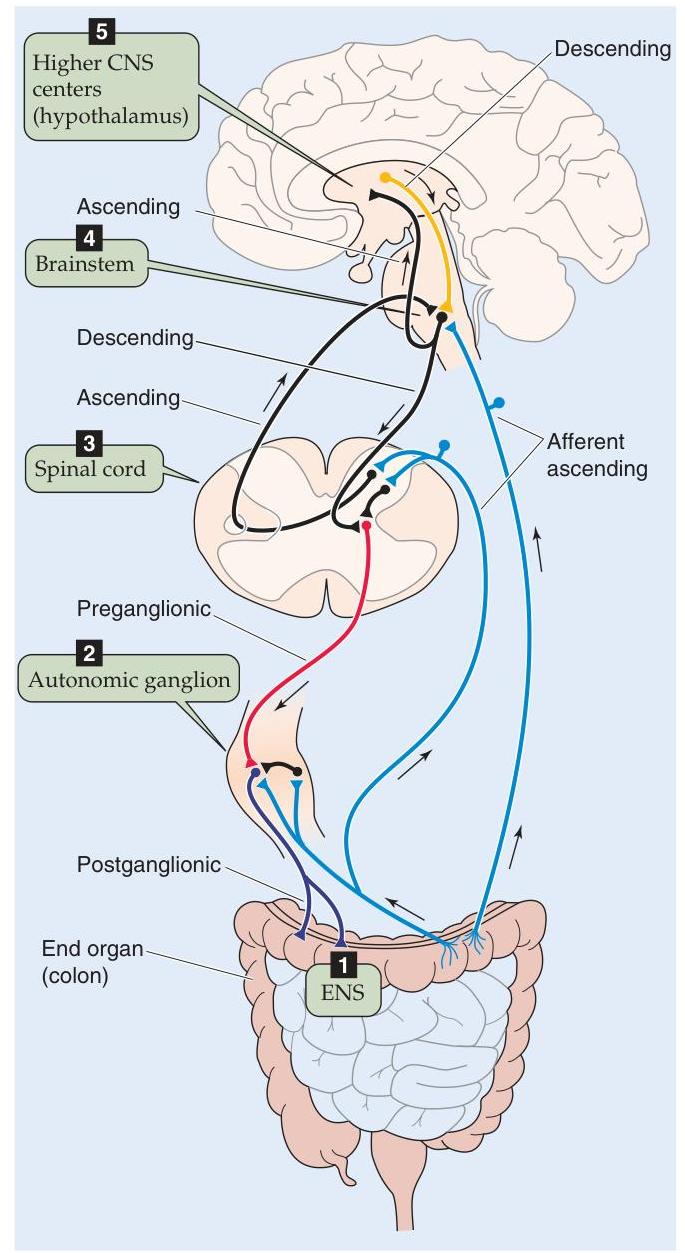 5
Higher CNS
centers
(hypothalamus)
Descending
Ascending
4
Brainstem
Descending
Ascending
3
Spinal cord
Afferent
ascending
Preganglionic
2
Autonomic ganglion
Postganglionic
End organ
(colon)
1
ENS